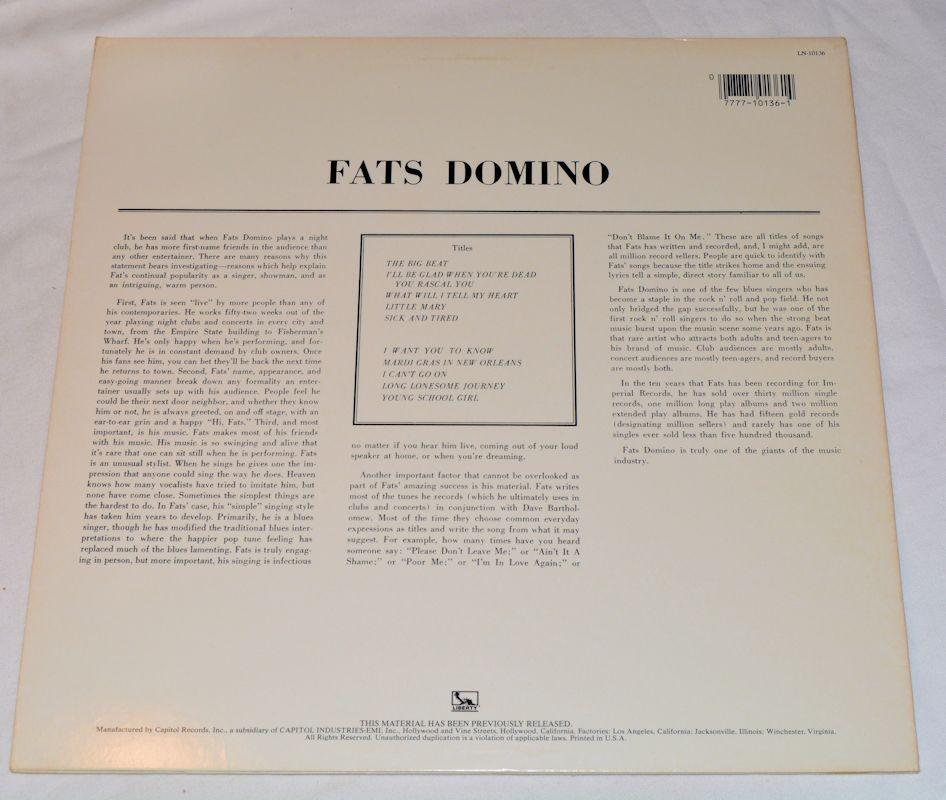 LN-10136
0
7777-10136-1
FATS DOMINO
It's been said that when Fats Domino plays a night
club, he has more first-name friends in the audience than
any other entertainer. There are many reasons why this
statement bears investigating—reasons which help explain
Fat's continual popularity as a singer, showman, and as
an intriguing, warm person.
First, Fats is seen "live" by more people than any of
his contemporaries. He works fifty-two weeks out of the
year playing night clubs and concerts in every city and
town, from the Empire State building to Fisherman's
Wharf. He's only happy when he's performing, and for-
tunately he is in constant demand by club owners. Once
his fans see him, you can bet they'll be back the next time
he returns to town. Second, Fats' name, appearance, and
easy-going manner break down any formality an enter-
tainer usually sets up with his audience. People feel he
could be their next door neighbor, and whether they know
him or not, he is always greeted, on and off stage, with an
ear-to-ear grin and a happy "Hi, Fats." Third, and most
important, is his music. Fats makes most of his friends
with his music. His music is so swinging and alive that
it's rare that one can sit still when he is performing. Fats
is an unusual stylist. When he sings he gives one the im-
pression that anyone could sing the way he does. Heaven
knows how many vocalists have tried to imitate him, but
none have come close. Sometimes the simplest things are
the hardest to do. In Fats' case, his "simple" singing style
has taken him years to develop. Primarily, he is a blues
singer, though he has modified the traditional blues inter-
pretations to where the happier pop tune feeling has
replaced much of the blues lamenting. Fats is truly engag-
ing in person, but more important, his singing is infectious
Titles
THE BIG BEAT
I'LL BE GLAD WHEN YOU'RE DEAD
YOU RASCAL YOU
WHAT WILL I TELL MY HEART
LITTLE MARY
SICK AND TIRED
I WANT YOU TO KNOW
MARDI GRAS IN NEW ORLEANS
I CAN'T GO ON
LONG LONESOME JOURNEY
YOUNG SCHOOL GIRL
no matter if you hear him live, coming out of your loud
speaker at home, or when you're dreaming.
Another important factor that cannot be overlooked as
part of Fats' amazing success is his material. Fats writes
most of the tunes he records (which he ultimately uses in
clubs and concerts) in conjunction with Dave Barthol-
omew. Most of the time they choose common everyday
expressions as titles and write the song from what it may
suggest. For example, how many times have you heard
someone say: "Please Don't Leave Me;" or "Ain't It A
Shame;" or "Poor Me;" or "I'm In Love Again;" or
"Don't Blame It On Me." These are all titles of songs
that Fats has written and recorded, and, I might add, are
all million record sellers. People are quick to identify with
Fats' songs because the title strikes home and the ensuing
lyrics tell a simple, direct story familiar to all of us.
Fats Domino is one of the few blues singers who has
become a staple in the rock n' roll and pop field. He not
only bridged the gap successfully, but he was one of the
first rock n' roll singers to do so when the strong beat
music burst upon the music scene some years ago. Fats is
that rare artist who attracts both adults and teen-agers to
his brand of music. Club audiences are mostly adults,
concert audiences are mostly teen-agers, and record buyers
are mostly both.
In the ten years that Fats has been recording for Im-
perial Records, he has sold over thirty million single
records, one million long play albums and two million
extended play albums. He has had fifteen gold records
(designating million sellers) and rarely has one of his
singles ever sold less than five hundred thousand.
Fats Domino is truly one of the giants of the music
industry.
LIBERTY
THIS MATERIAL HAS BEEN PREVIOUSLY RELEASED.
Manufactured by Capitol Records, Inc., a subsidiary of CAPITOL INDUSTRIES-EMI, Inc., Hollywood and Vine Streets, Hollywood, California. Factories: Los Angeles, California; Jacksonville, Illinois; Winchester, Virginia.
All Rights Reserved. Unauthorized duplication is a violation of applicable laws. Printed in U.S.A.